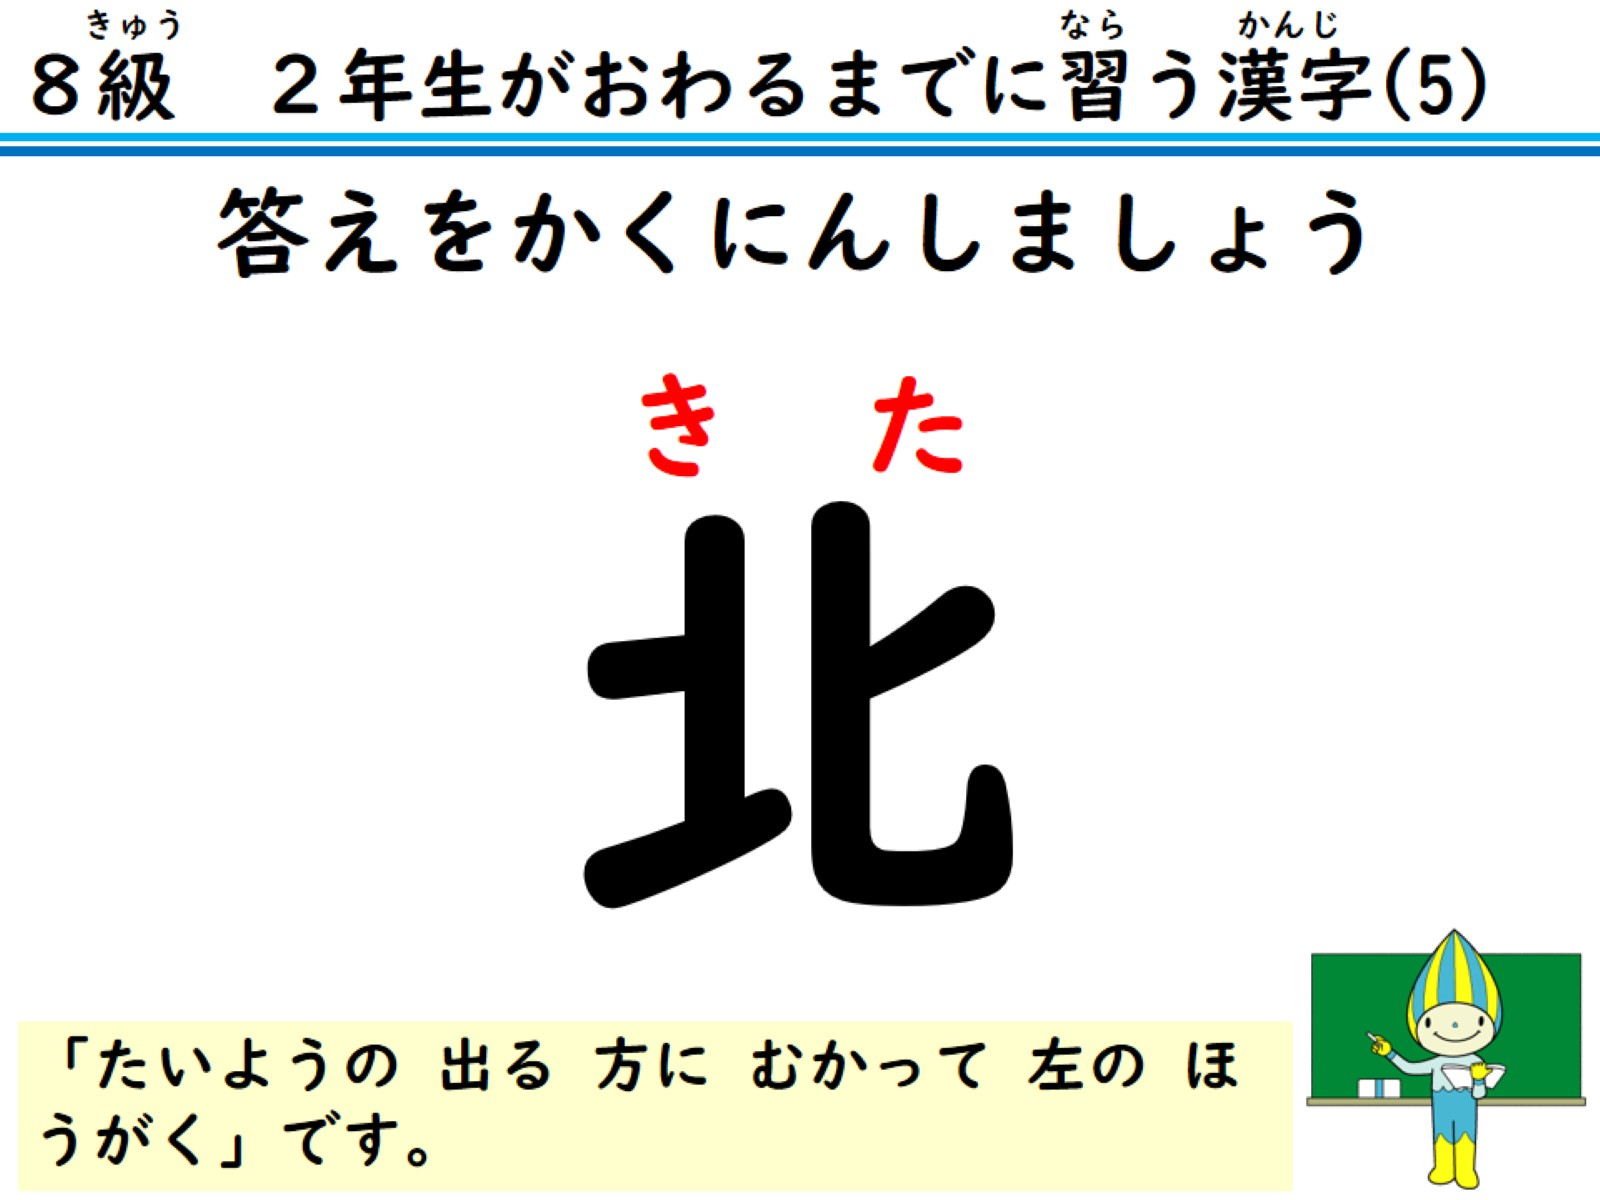 きゅう なら かんじ
８級　２年生がおわるまでに習う漢字(5)
答えをかくにんしましょう
きた
北
「たいようの 出る 方に むかって 左の ほ
うがく」です。